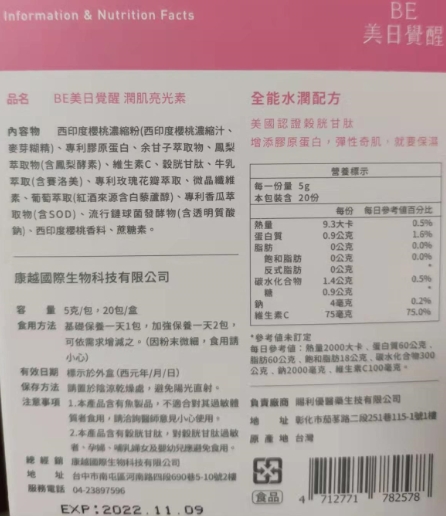 Information & Nutrition Facts
BE
美日覺醒
品名 BE美日覺醒 潤肌亮光素
內容物 西印度櫻桃濃縮粉(西印度櫻桃濃縮汁、
麥芽糊精)、專利膠原蛋白、余甘子萃取物、鳳梨
萃取物(含鳳梨酵素)、維生素C、穀胱甘肽、牛乳
萃取(含賽洛美)、專利玫瑰花瓣萃取、微晶纖維
素、葡萄萃取(紅酒來源含白藜蘆醇)、專利香瓜萃
取物(含SOD)、流行鏈球菌發酵物(含透明質酸
鈉)、西印度櫻桃香料、蔗糖素。
康越國際生物科技有限公司
容量 5克/包，20包/盒
食用方法 基礎保養一天1包，加強保養一天2包，
可依需求增減之。(因粉末微細，食用請
小心)
有效日期 標示於外盒(西元年/月/日)
保存方法 請置於陰涼乾燥處，避免陽光直射。
注意事項 1.本產品含有魚製品，不適合對其過敏體
質者食用，請洽詢醫師意見小心使用。
2.本產品含有穀胱甘肽，對穀胱甘肽過敏
者、孕婦、哺乳婦女及嬰幼兒應避免食用。
總經銷 康越國際生物科技有限公司
地址 台中市南屯區河南路四段690巷5-10號2樓
服務電話 04-23897596
EXP:2022.11.09
全能水潤配方
美國認證穀胱甘肽
增添膠原蛋白，彈性奇肌，就要保濕
營養標示
每一份量 5g
本包裝含 20份
每份 每日參考值百分比
熱量 9.3大卡 0.5%
蛋白質 0.9公克 1.6%
脂肪 0公克 0.0%
飽和脂肪 0公克 0.0%
反式脂肪 0公克 *
碳水化合物 1.4公克 0.5%
糖 0.9公克 *
鈉 4毫克 0.2%
維生素C 75毫克 75.0%
*參考值未訂定
每日參考值：熱量2000大卡、蛋白質60公克、
脂肪60公克、飽和脂肪18公克、碳水化合物300
公克、鈉2000毫克、維生素C100毫克。
負責廠商 陽利優醫藥生技有限公司
地址 彰化市茄苳路二段251巷115-1號1樓
原產地 台灣
食品
4 712771 782578